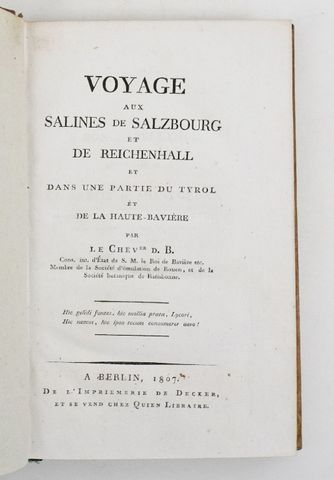 VOYAGE
AUX
SALINES DE SALZBOURG
ET
DE REICHENHALL
ET
DANS UNE PARTIE DU TYROL
ET
DE LA HAUTE-BAVIÈRE
PAR
LE CHEVER D. B.
Cons. int. d'État de S. M. le Roi de Bavière etc.
Membre de la Société d'émulation de Rouen, et de la
Société botanique de Ratisbonne.
Hic gelidi fontes, hic mollia prata, Lycori,
Hic nemus, hic ipso tecum consumerer aevo!
A BERLIN, 1807.
DE L'IMPRIEMERIE DE DECKER,
ET SE VEND CHEZ QUIEN LIBRAIRE.